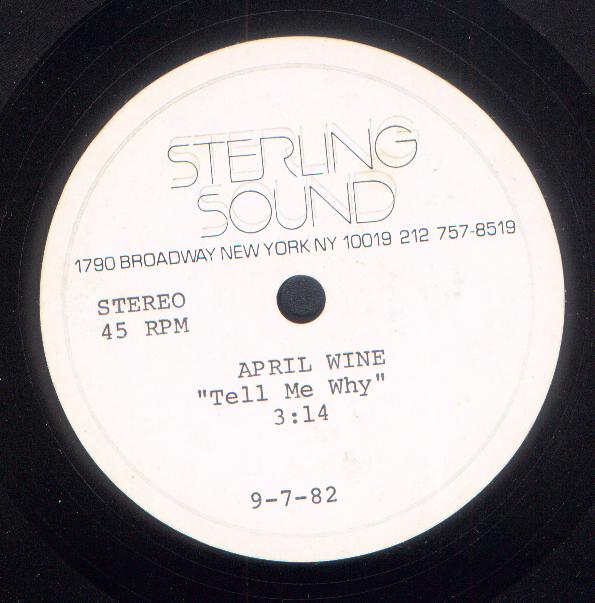 STERLING
SOUND
1790 BROADWAY NEW YORK NY 10019 212 757-8519
STEREO
45 RPM
APRIL WINE
"Tell Me Why"
3:14
9-7-82